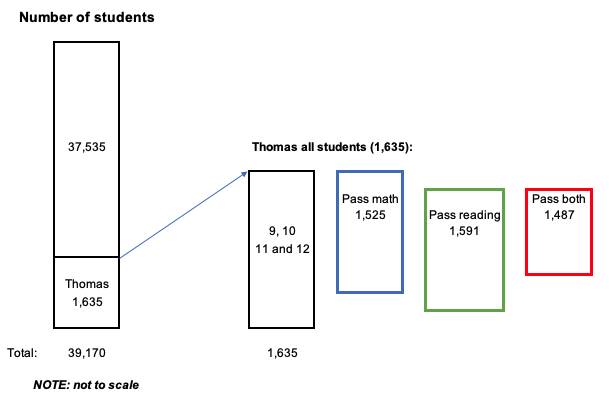 Number of students
37,535
Thomas
1,635
Total:
39,170
Thomas all students (1,635):
9, 10
11 and 12
1,635
Pass math
1,525
Pass reading
1,591
Pass both
1,487
NOTE: not to scale